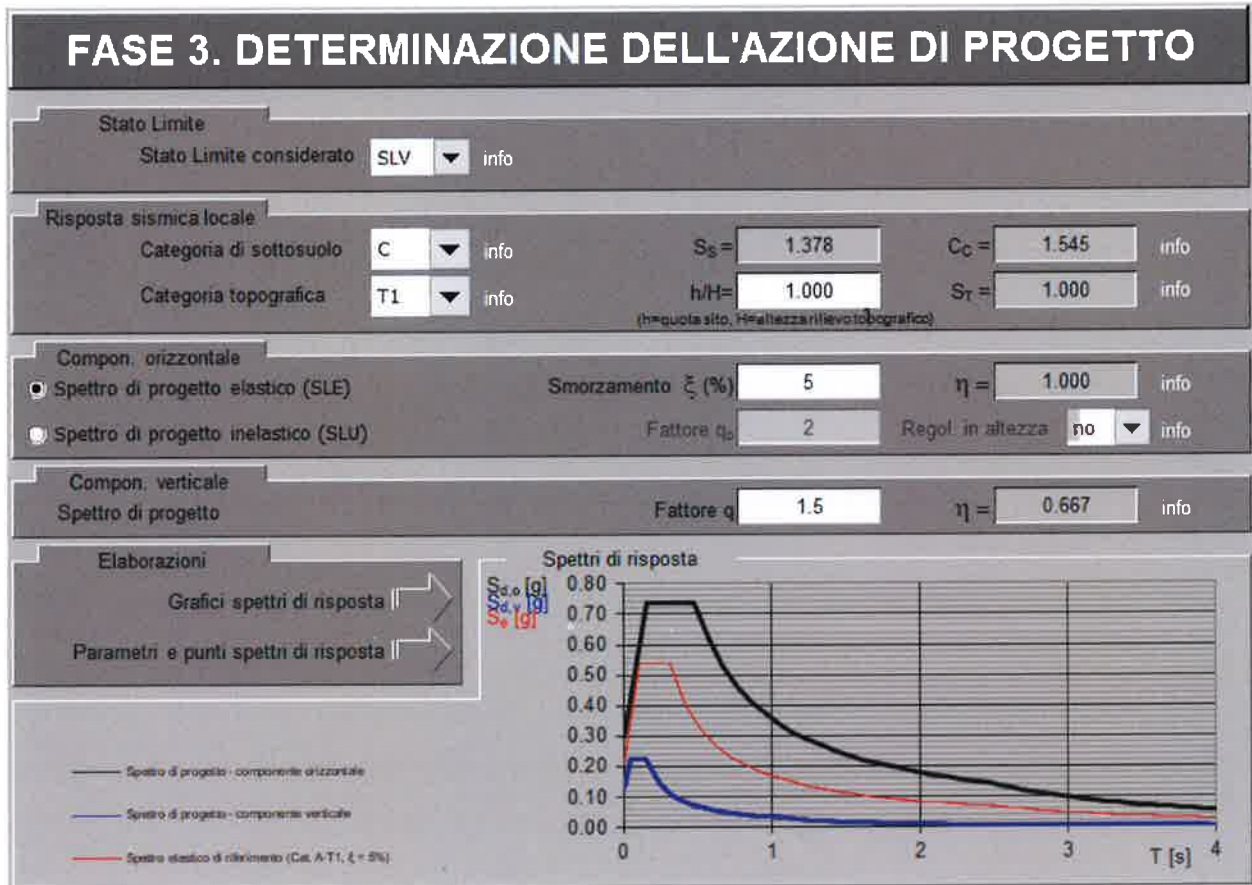 FASE 3. DETERMINAZIONE DELL'AZIONE DI PROGETTO
Stato Limite
Stato Limite considerato SLV info
Risposta sismica locale
Categoria di sottosuolo C info SS = 1.378 CC = 1.545 info
Categoria topografica T1 info h/H= 1.000 ST = 1.000 info
(h=quota sito, H=altezza rilievo topografico)
Compon. orizzontale
Spettro di progetto elastico (SLE) Smorzamento ξ (%) 5 η = 1.000 info
Spettro di progetto inelastico (SLU) Fattore qo 2 Regol. in altezza no info
Compon. verticale
Spettro di progetto Fattore q 1.5 η = 0.667 info
Elaborazioni
Grafici spettri di risposta
Parametri e punti spettri di risposta
Spettri di risposta
Sd,o [g]
Sd,v [g]
Se [g]
0.80
0.70
0.60
0.50
0.40
0.30
0.20
0.10
0.00
0 1 2 3 4
T [s]
Spettro di progetto - componente orizzontale
Spettro di progetto - componente verticale
Spettro elastico di riferimento (Cat. A-T1, ξ = 5%)